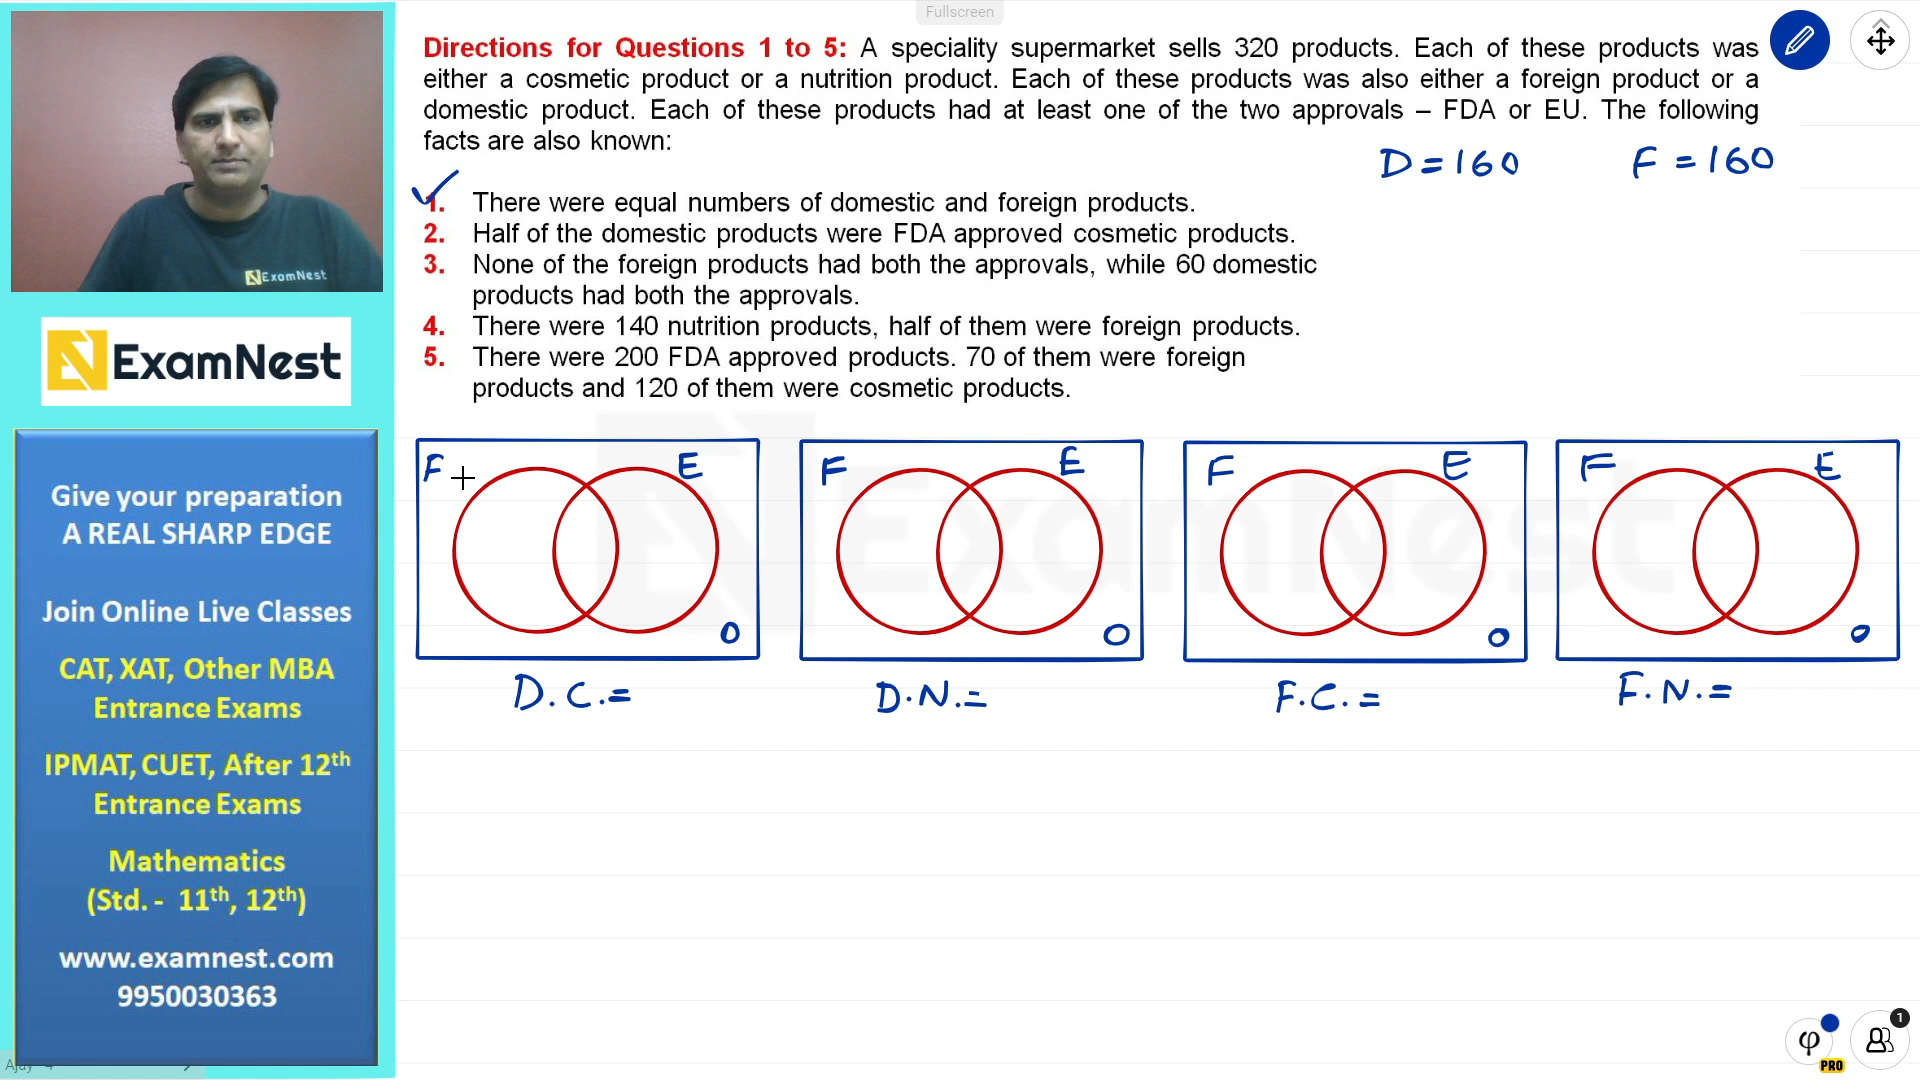 Fullscreen
Directions for Questions 1 to 5: A speciality supermarket sells 320 products. Each of these products was
either a cosmetic product or a nutrition product. Each of these products was also either a foreign product or a
domestic product. Each of these products had at least one of the two approvals – FDA or EU. The following
facts are also known:
D = 160 F = 160
1. There were equal numbers of domestic and foreign products.
2. Half of the domestic products were FDA approved cosmetic products.
3. None of the foreign products had both the approvals, while 60 domestic
products had both the approvals.
4. There were 140 nutrition products, half of them were foreign products.
5. There were 200 FDA approved products. 70 of them were foreign
products and 120 of them were cosmetic products.
F E F E F E F E
O O O O
D.C.= D.N.= F.C.= F.N.=
ExamNest
ExamNest
ExamNest
Give your preparation
A REAL SHARP EDGE
Join Online Live Classes
CAT, XAT, Other MBA
Entrance Exams
IPMAT, CUET, After 12th
Entrance Exams
Mathematics
(Std. - 11th, 12th)
www.examnest.com
9950030363
φ
PRO
1